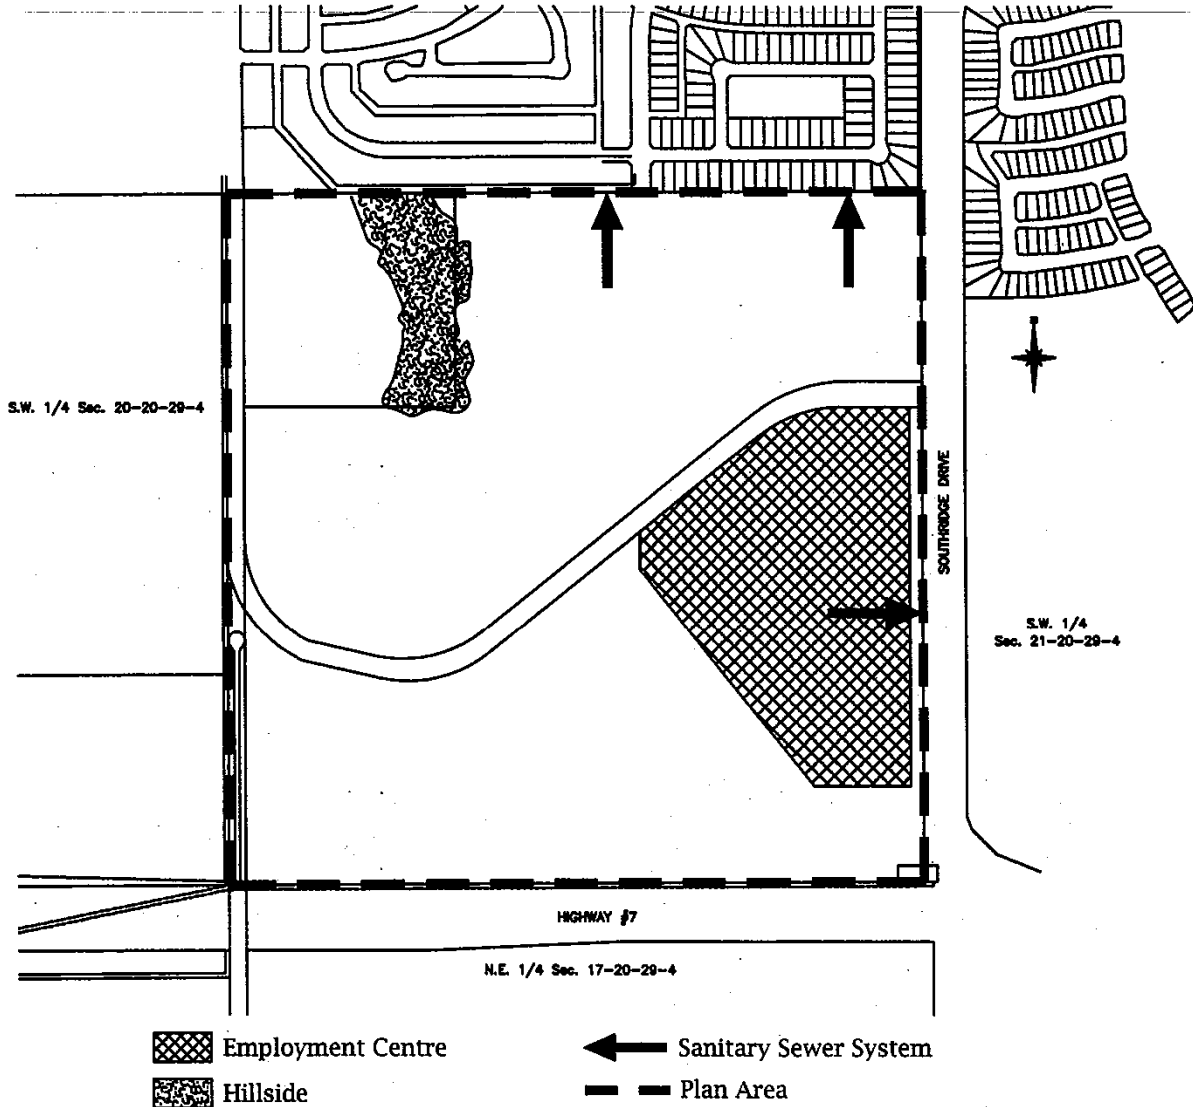 S.W. 1/4 Sec. 20-20-29-4
SOUTHRIDGE DRIVE
S.W. 1/4
Sec. 21-20-29-4
HIGHWAY #7
N.E. 1/4 Sec. 17-20-29-4
Employment Centre
Sanitary Sewer System
Hillside
Plan Area